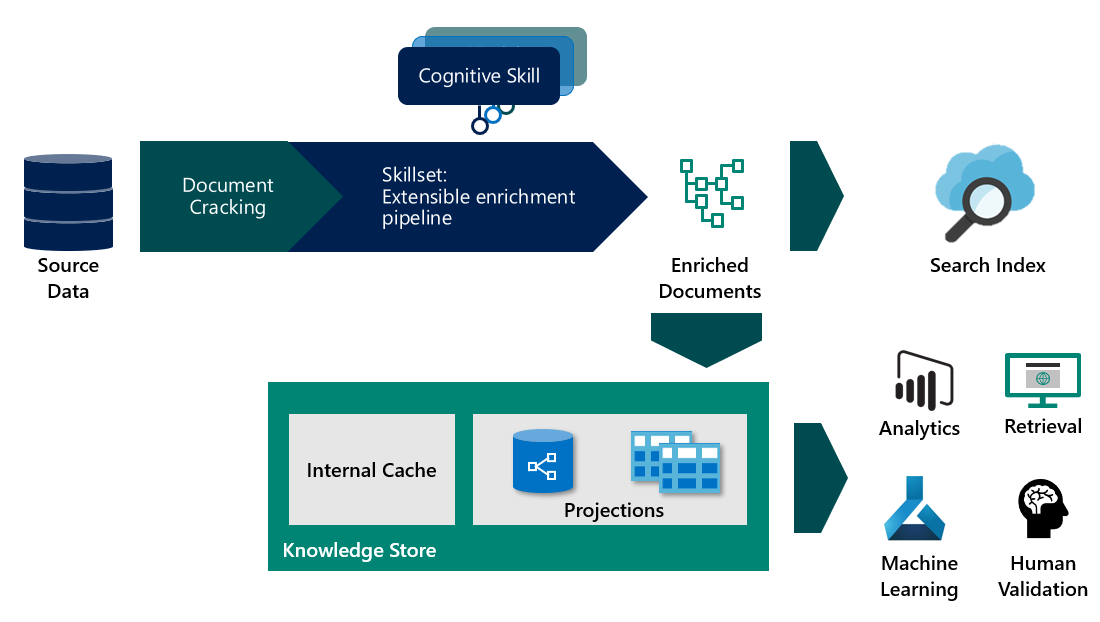 Cognitive Skill
Document
Cracking
Skillset:
Extensible enrichment
pipeline
Source
Data
Enriched
Documents
Search Index
Analytics
Retrieval
Internal Cache
Projections
Knowledge Store
Machine
Learning
Human
Validation